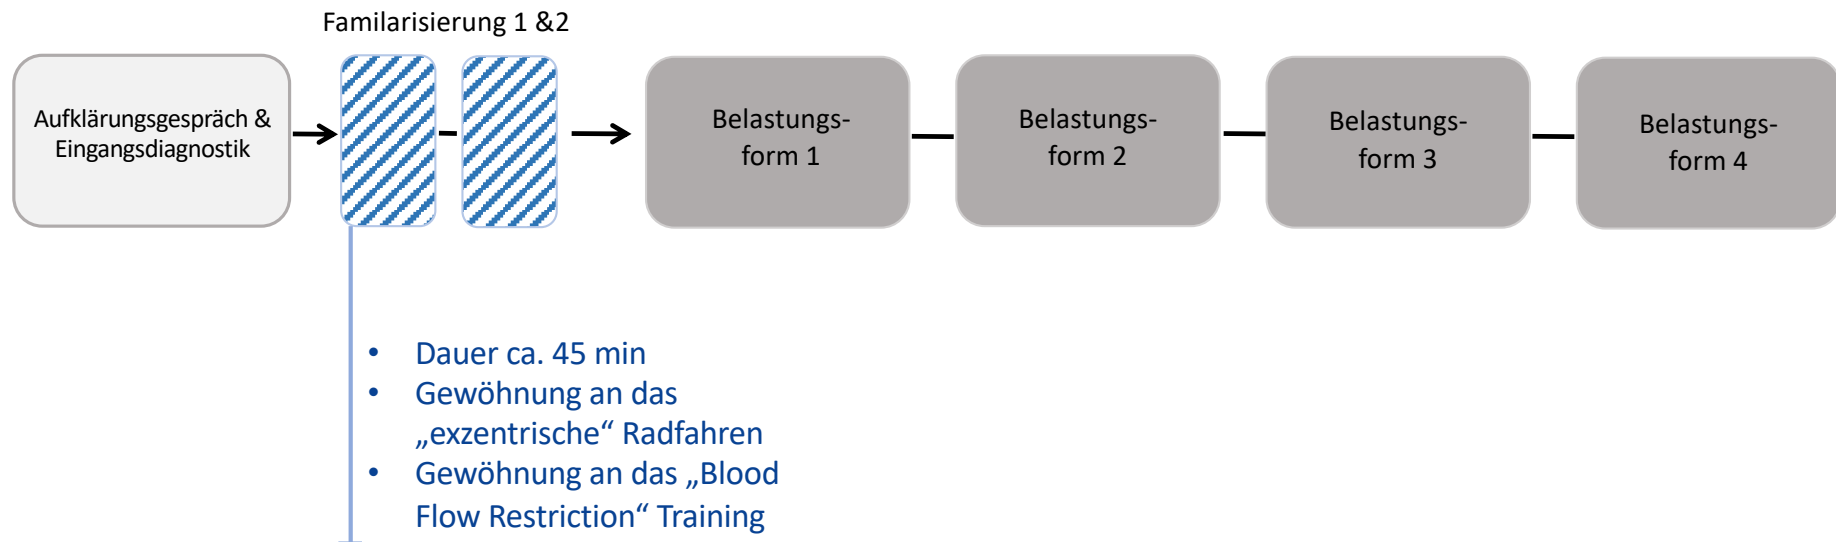 Familarisierung 1 &2
Aufklärungsgespräch &
Eingangsdiagnostik
Belastungs-
form 1
Belastungs-
form 2
Belastungs-
form 3
Belastungs-
form 4
• Dauer ca. 45 min
• Gewöhnung an das
„exzentrische“ Radfahren
• Gewöhnung an das „Blood
Flow Restriction“ Training